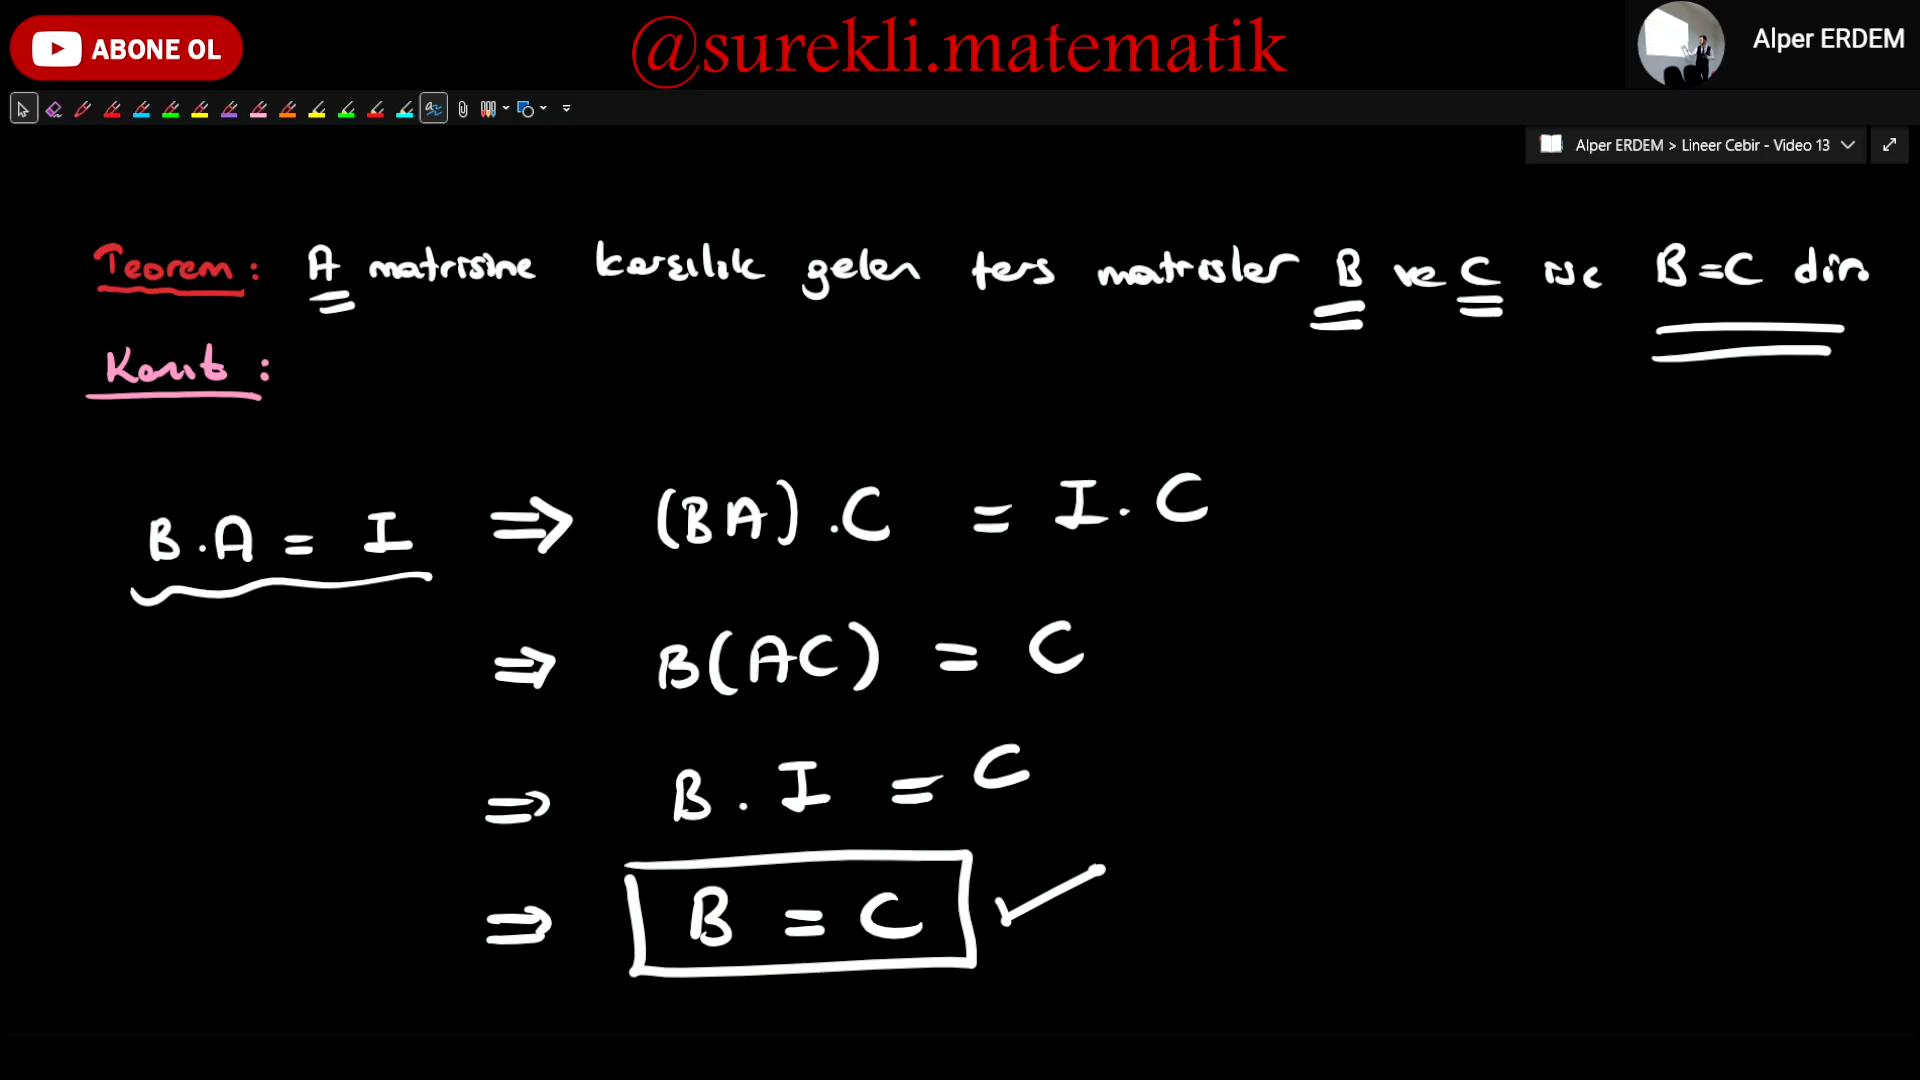 ABONE OL
@surekli.matematik
Alper ERDEM
Alper ERDEM > Lineer Cebir - Video 13
Teorem: A matrisine karşılık gelen ters matrisler B ve C ise B=C dir.
Kanıt:
B.A = I ⇒ (BA).C = I.C
⇒ B(AC) = C
⇒ B.I = C
⇒ B = C ✓